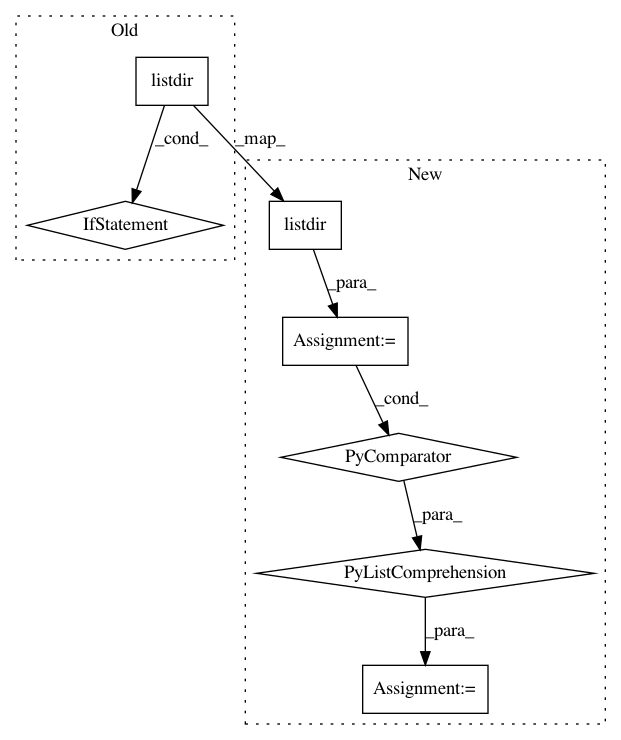 Old
listdir
_cond_
_map_
New
IfStatement
listdir
_para_
Assignment:=
_cond_
PyComparator
_para_
PyListComprehension
_para_
Assignment:=